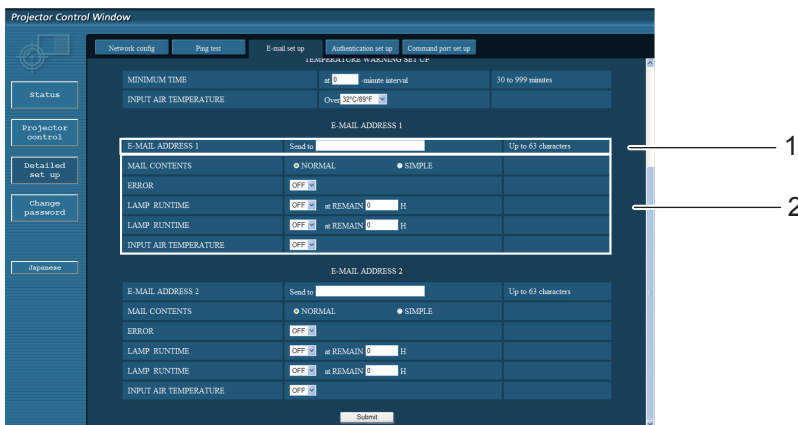 Projector Control Window
Network config Ping test E-mail set up Authentication set up Command port set up
TEMPERATURE WARNING SET UP
MINIMUM TIME at 0 -minute interval 30 to 999 minutes
INPUT AIR TEMPERATURE Over 32°C/89°F
Status
Projector control
Detailed set up
Change password
Japanese
E-MAIL ADDRESS 1
E-MAIL ADDRESS 1 Send to Up to 63 characters
MAIL CONTENTS NORMAL SIMPLE
ERROR OFF
LAMP RUNTIME OFF at REMAIN 0 H
LAMP RUNTIME OFF at REMAIN 0 H
INPUT AIR TEMPERATURE OFF
1
2
E-MAIL ADDRESS 2
E-MAIL ADDRESS 2 Send to Up to 63 characters
MAIL CONTENTS NORMAL SIMPLE
ERROR OFF
LAMP RUNTIME OFF at REMAIN 0 H
LAMP RUNTIME OFF at REMAIN 0 H
INPUT AIR TEMPERATURE OFF
Submit